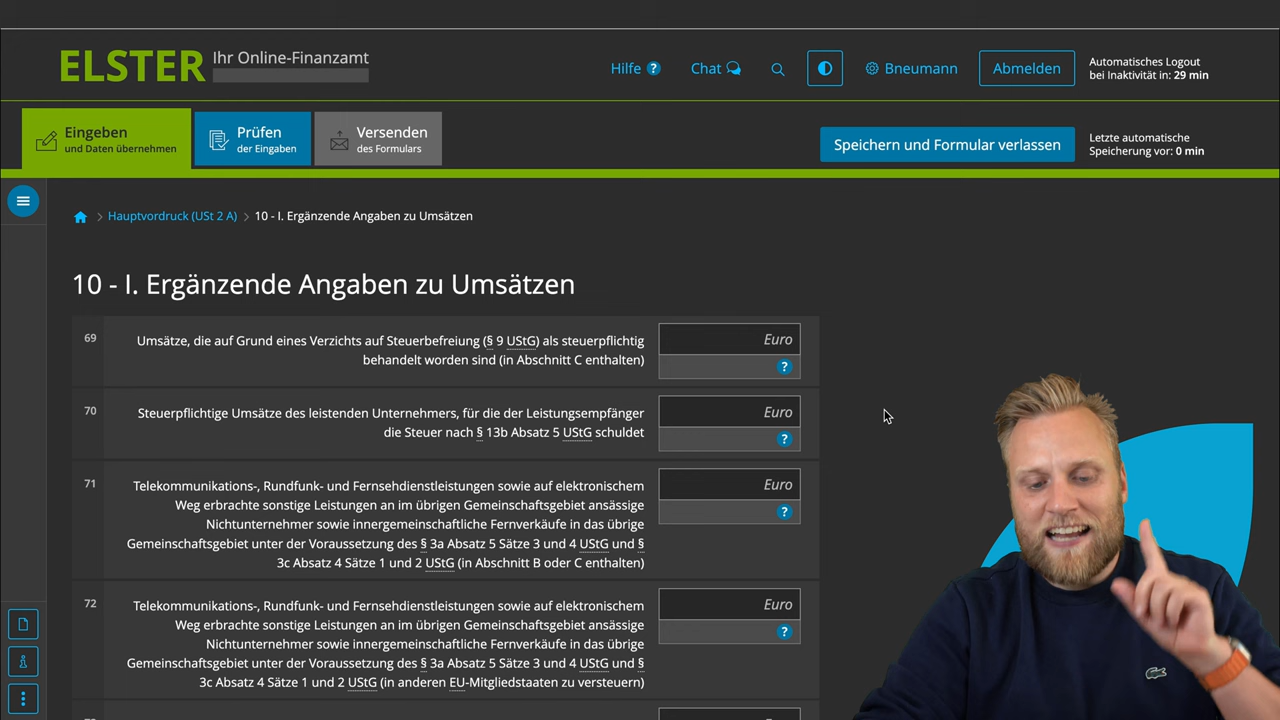 ELSTER
Ihr Online-Finanzamt
Hilfe ?
Chat
Bneumann
Abmelden
Automatisches Logout
bei Inaktivität in: 29 min
Eingeben
und Daten übernehmen
Prüfen
der Eingaben
Versenden
des Formulars
Speichern und Formular verlassen
Letzte automatische
Speicherung vor: 0 min
Hauptvordruck (USt 2 A) > 10 - I. Ergänzende Angaben zu Umsätzen
10 - I. Ergänzende Angaben zu Umsätzen
69
Umsätze, die auf Grund eines Verzichts auf Steuerbefreiung (§ 9 UStG) als steuerpflichtig
behandelt worden sind (in Abschnitt C enthalten)
Euro
?
70
Steuerpflichtige Umsätze des leistenden Unternehmers, für die der Leistungsempfänger
die Steuer nach § 13b Absatz 5 UStG schuldet
Euro
?
71
Telekommunikations-, Rundfunk- und Fernsehdienstleistungen sowie auf elektronischem
Weg erbrachte sonstige Leistungen an im übrigen Gemeinschaftsgebiet ansässige
Nichtunternehmer sowie innergemeinschaftliche Fernverkäufe in das übrige
Gemeinschaftsgebiet unter der Voraussetzung des § 3a Absatz 5 Sätze 3 und 4 UStG und §
3c Absatz 4 Sätze 1 und 2 UStG (in Abschnitt B oder C enthalten)
Euro
?
72
Telekommunikations-, Rundfunk- und Fernsehdienstleistungen sowie auf elektronischem
Weg erbrachte sonstige Leistungen an im übrigen Gemeinschaftsgebiet ansässige
Nichtunternehmer sowie innergemeinschaftliche Fernverkäufe in das übrige
Gemeinschaftsgebiet unter der Voraussetzung des § 3a Absatz 5 Sätze 3 und 4 UStG und §
3c Absatz 4 Sätze 1 und 2 UStG (in anderen EU-Mitgliedstaaten zu versteuern)
Euro
?